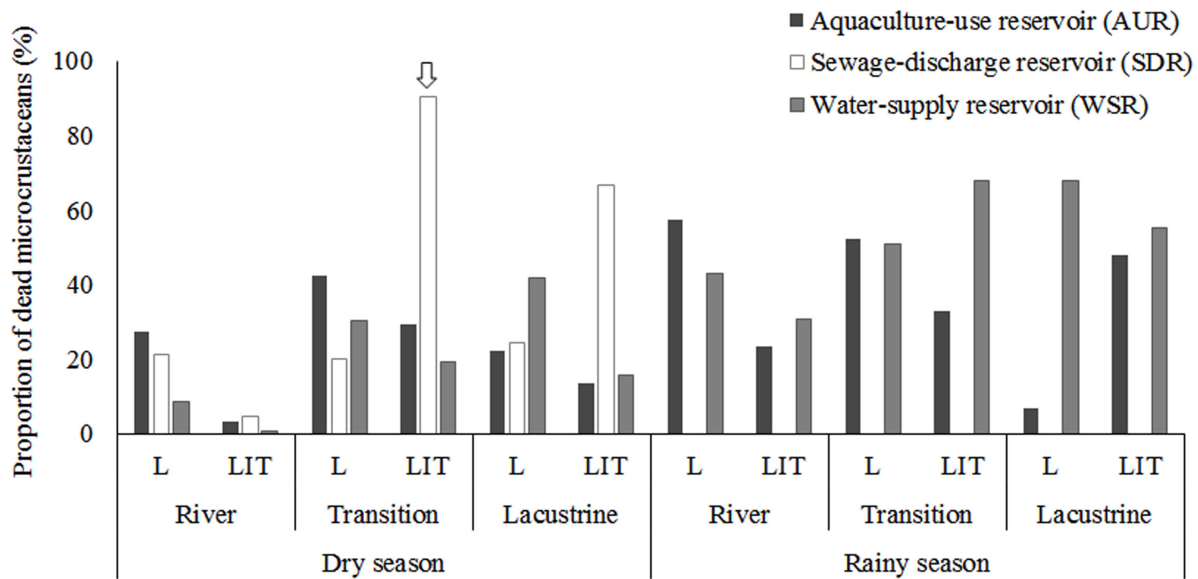 Aquaculture-use reservoir (AUR)
Sewage-discharge reservoir (SDR)
Water-supply reservoir (WSR)
Proportion of dead microcrustaceans (%)
100
80
60
40
20
0
L LIT L LIT L LIT L LIT L LIT L LIT
River Transition Lacustrine River Transition Lacustrine
Dry season Rainy season